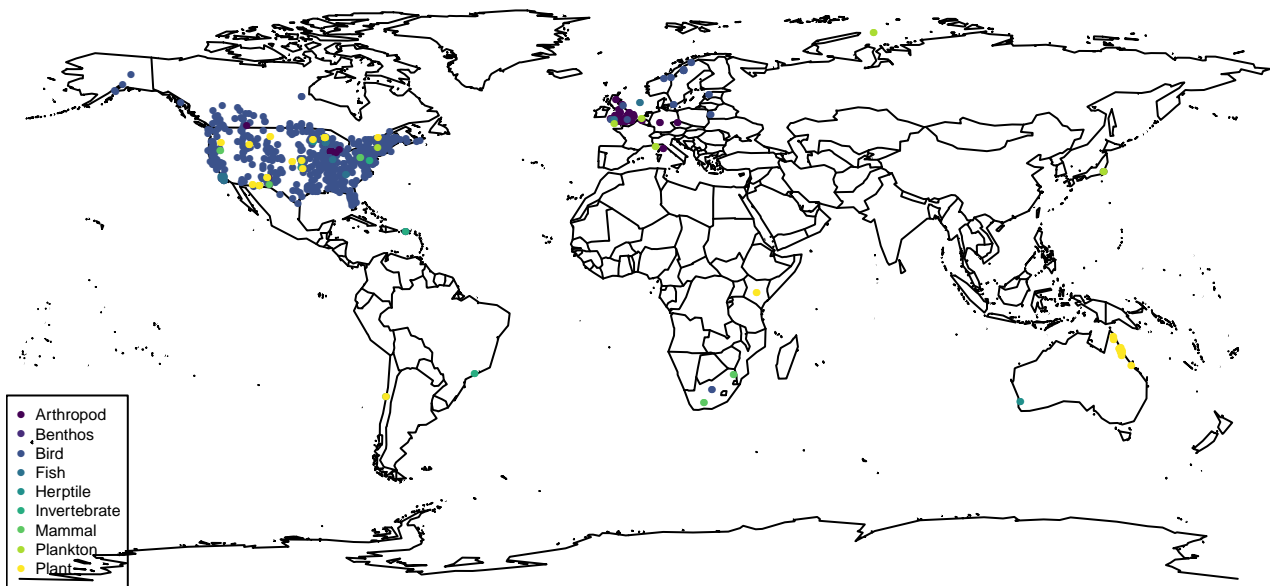 Arthropod
Benthos
Bird
Fish
Herptile
Invertebrate
Mammal
Plankton
Plant